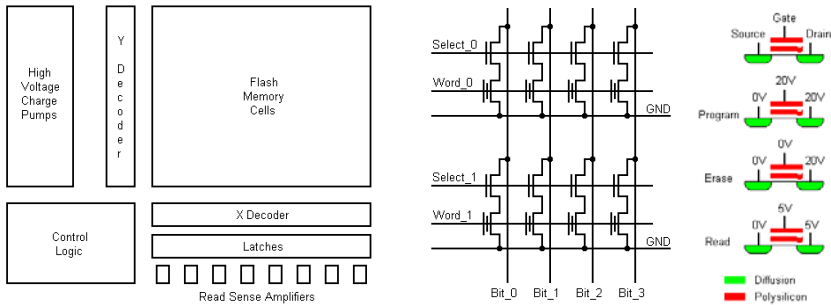 High
Voltage
Charge
Pumps
Y
Decoder
Flash
Memory
Cells
Control
Logic
X Decoder
Latches
Read Sense Amplifiers
Select_0
Word_0
GND
Select_1
Word_1
GND
Bit_0 Bit_1 Bit_2 Bit_3
Gate
Source Drain
20V
0V 20V
Program
0V
0V 20V
Erase
5V
0V 5V
Read
Diffusion
Polysilicon